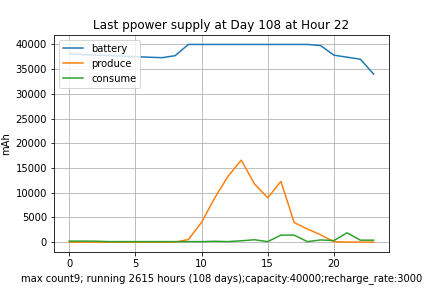 Last ppower supply at Day 108 at Hour 22
battery
produce
consume
40000
35000
30000
25000
20000
15000
10000
5000
0
mAh
0 5 10 15 20
max count9; running 2615 hours (108 days);capacity:40000;recharge_rate:3000